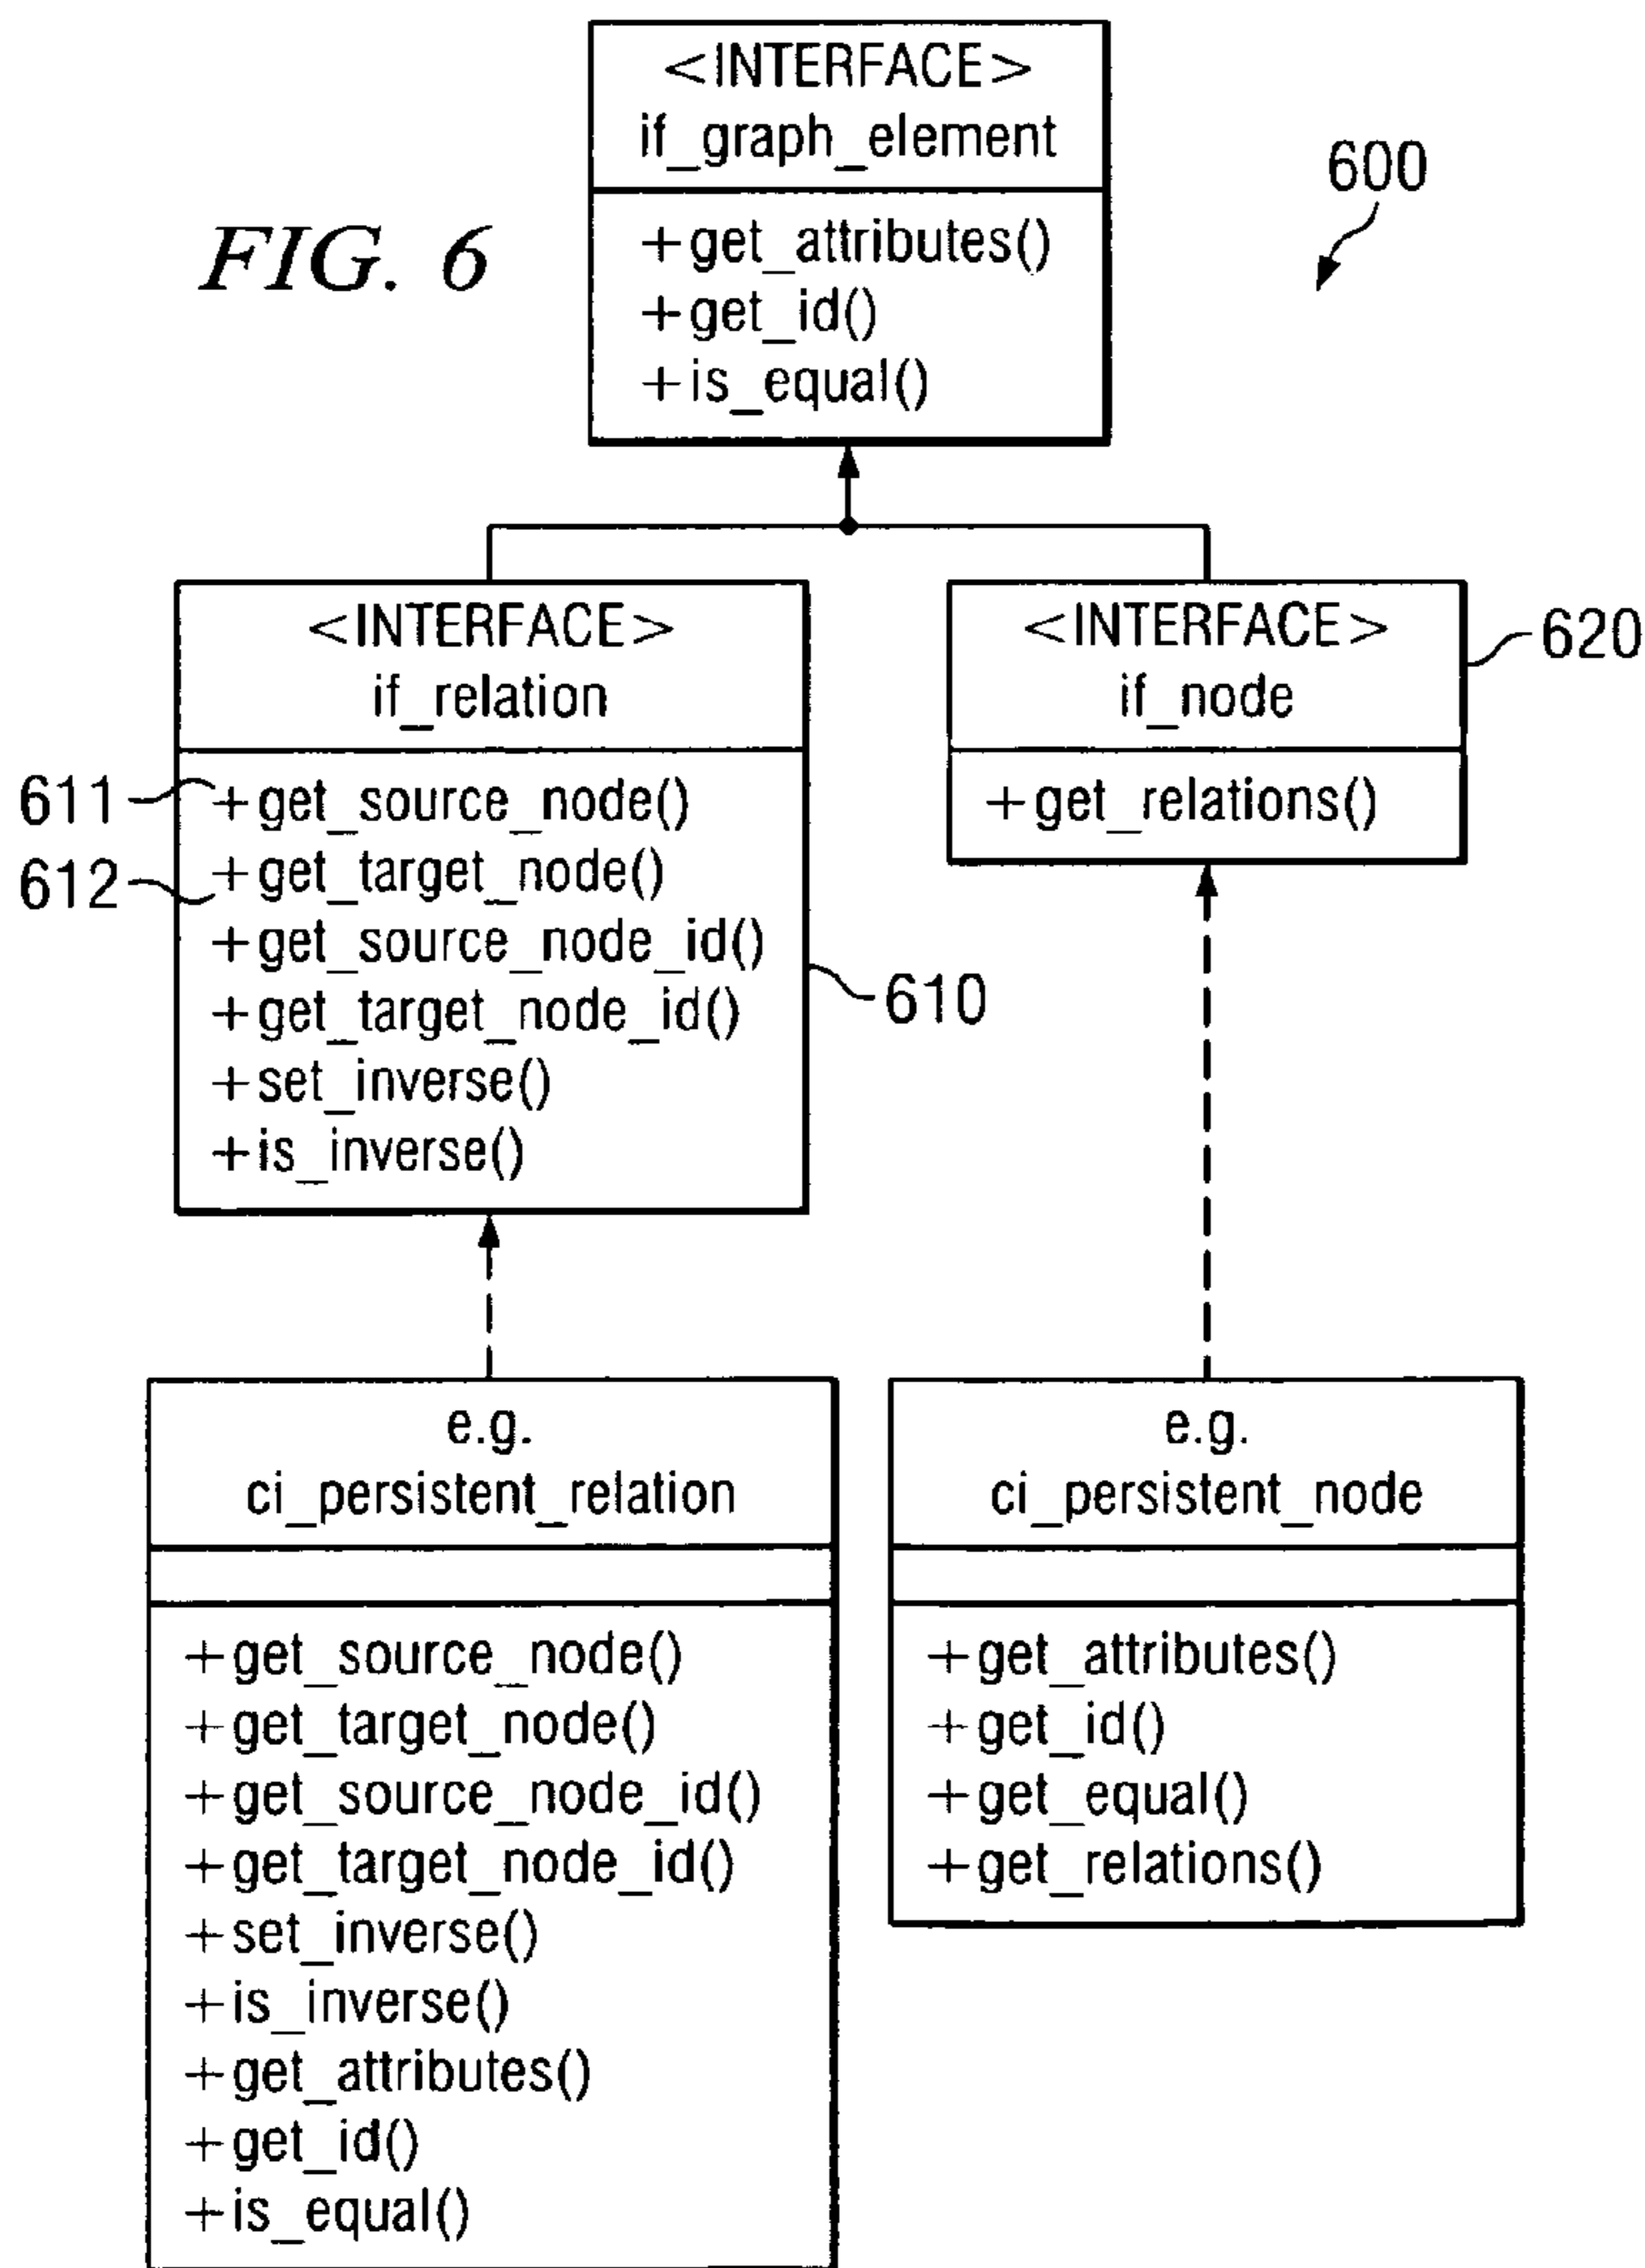 <INTERFACE>
if_graph_element
+get_attributes()
+get_id()
+is_equal()
600
FIG. 6
<INTERFACE>
if_relation
611
+get_source_node()
612
+get_target_node()
+get_source_node_id()
+get_target_node_id()
+set_inverse()
+is_inverse()
610
<INTERFACE>
if_node
620
+get_relations()
e.g.
ci_persistent_relation
+get_source_node()
+get_target_node()
+get_source_node_id()
+get_target_node_id()
+set_inverse()
+is_inverse()
+get_attributes()
+get_id()
+is_equal()
e.g.
ci_persistent_node
+get_attributes()
+get_id()
+get_equal()
+get_relations()